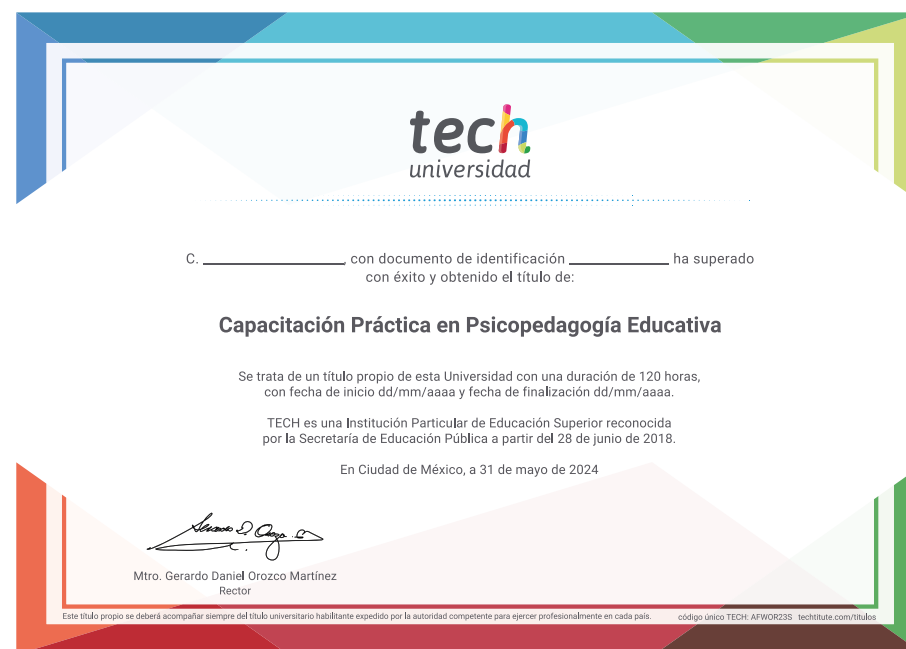 tech
universidad
C. ____________________, con documento de identificación ______________ ha superado
con éxito y obtenido el título de:
Capacitación Práctica en Psicopedagogía Educativa
Se trata de un título propio de esta Universidad con una duración de 120 horas,
con fecha de inicio dd/mm/aaaa y fecha de finalización dd/mm/aaaa.
TECH es una Institución Particular de Educación Superior reconocida
por la Secretaría de Educación Pública a partir del 28 de junio de 2018.
En Ciudad de México, a 31 de mayo de 2024
Mtro. Gerardo Daniel Orozco Martínez
Rector
Este título propio se deberá acompañar siempre del título universitario habilitante expedido por la autoridad competente para ejercer profesionalmente en cada país. código único TECH: AFWOR23S techtitute.com/titulos